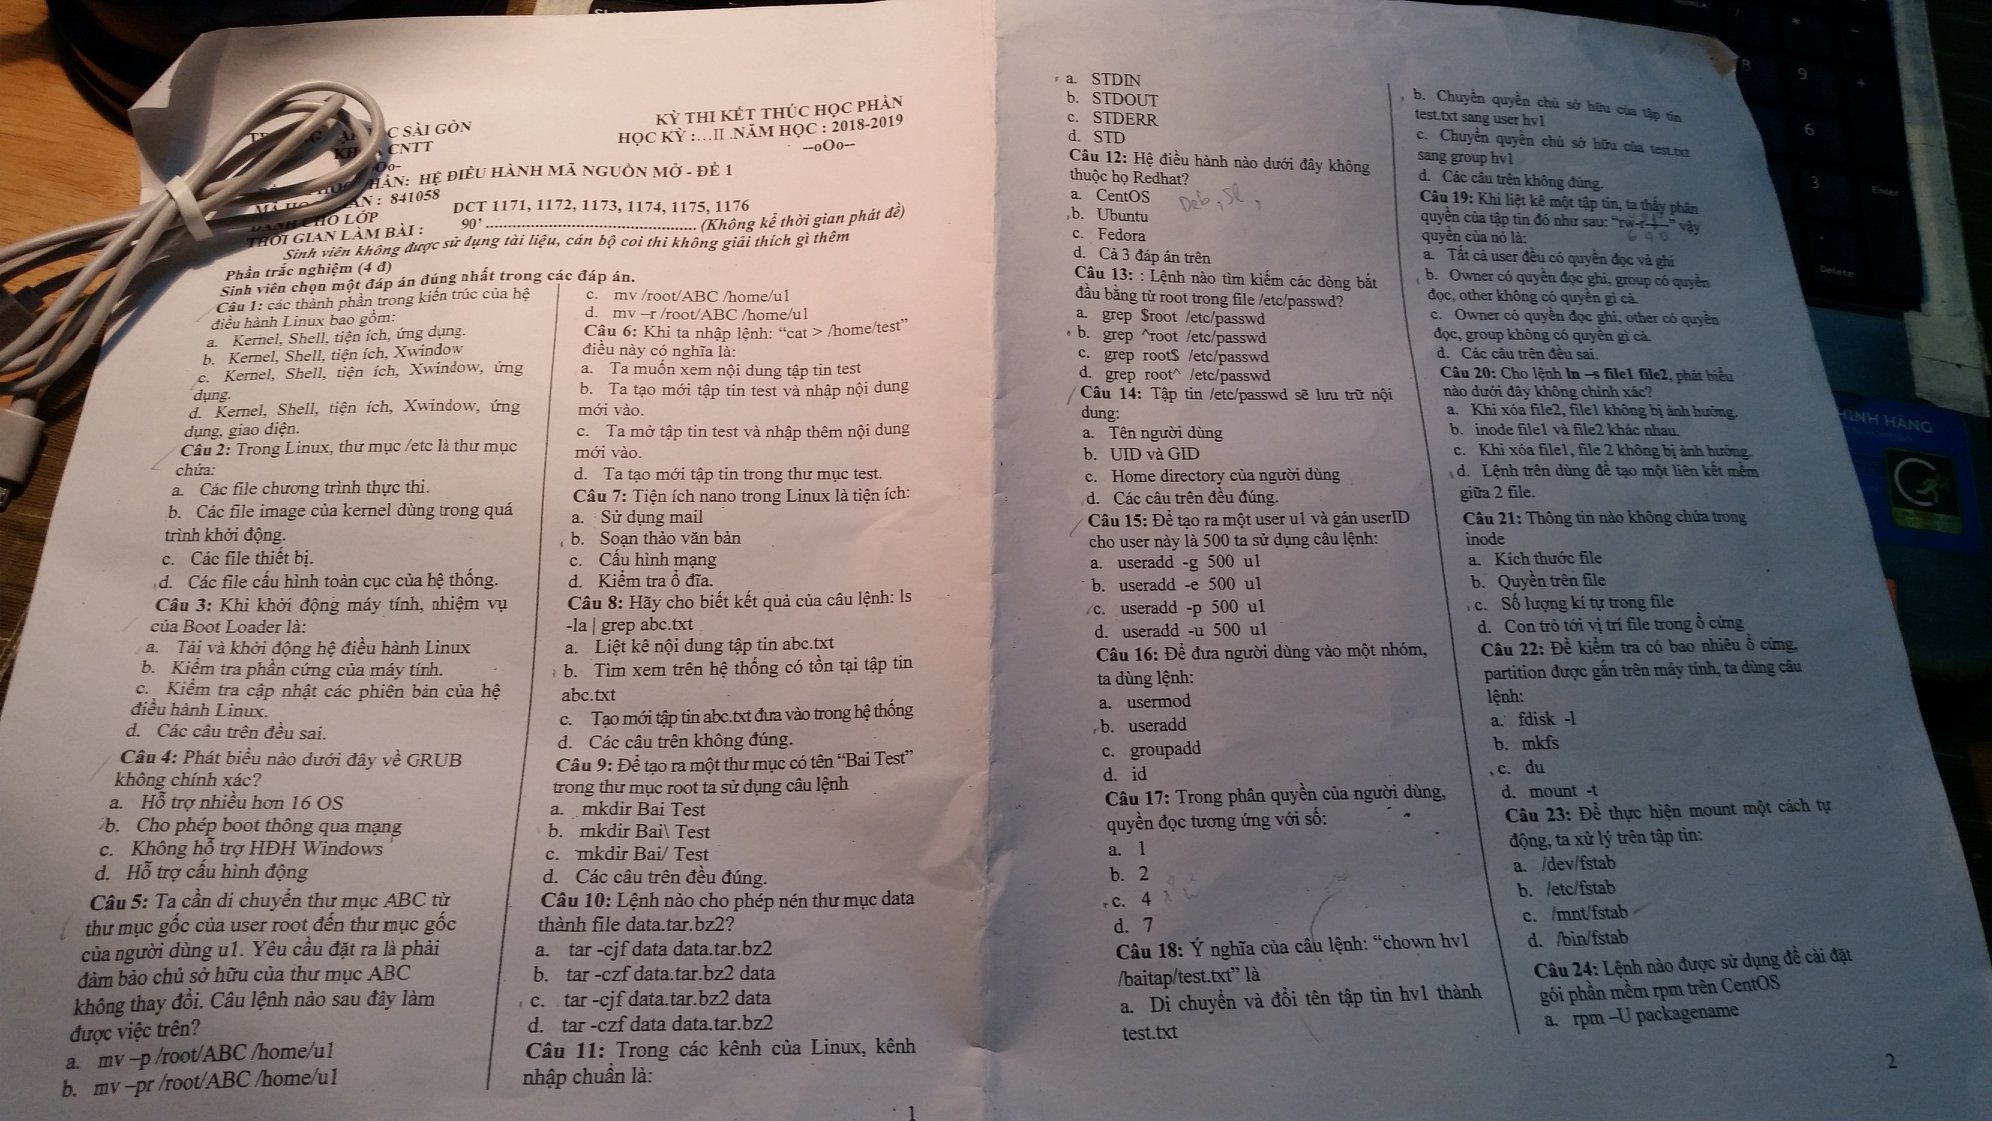 C SÀI GÒN
CNTT
KỲ THI KẾT THÚC HỌC PHẦN
HỌC KỲ :…II .NĂM HỌC : 2018-2019
--oOo--
HẦN: HỆ ĐIỀU HÀNH MÃ NGUỒN MỞ - ĐỀ 1
: 841058
DÀNH CHO LỚP DCT 1171, 1172, 1173, 1174, 1175, 1176
THỜI GIAN LÀM BÀI : 90’ (Không kể thời gian phát đề)
Sinh viên không được sử dụng tài liệu, cán bộ coi thi không giải thích gì thêm
Phần trắc nghiệm (4 đ)
Sinh viên chọn một đáp án đúng nhất trong các đáp án.
Câu 1: các thành phần trong kiến trúc của hệ
điều hành Linux bao gồm:
a. Kernel, Shell, tiện ích, ứng dụng.
b. Kernel, Shell, tiện ích, Xwindow
c. Kernel, Shell, tiện ích, Xwindow, ứng
dụng.
d. Kernel, Shell, tiện ích, Xwindow, ứng
dụng, giao diện.
Câu 2: Trong Linux, thư mục /etc là thư mục
chứa:
a. Các file chương trình thực thi.
b. Các file image của kernel dùng trong quá
trình khởi động.
c. Các file thiết bị.
d. Các file cấu hình toàn cục của hệ thống.
Câu 3: Khi khởi động máy tính, nhiệm vụ
của Boot Loader là:
a. Tải và khởi động hệ điều hành Linux
b. Kiểm tra phần cứng của máy tính.
c. Kiểm tra cập nhật các phiên bản của hệ
điều hành Linux.
d. Các câu trên đều sai.
Câu 4: Phát biểu nào dưới đây về GRUB
không chính xác?
a. Hỗ trợ nhiều hơn 16 OS
b. Cho phép boot thông qua mạng
c. Không hỗ trợ HĐH Windows
d. Hỗ trợ cấu hình động
Câu 5: Ta cần di chuyển thư mục ABC từ
thư mục gốc của user root đến thư mục gốc
của người dùng u1. Yêu cầu đặt ra là phải
đảm bảo chủ sở hữu của thư mục ABC
không thay đổi. Câu lệnh nào sau đây làm
được việc trên?
a. mv –p /root/ABC /home/u1
b. mv –pr /root/ABC /home/u1
c. mv /root/ABC /home/u1
d. mv –r /root/ABC /home/u1
Câu 6: Khi ta nhập lệnh: “cat > /home/test”
điều này có nghĩa là:
a. Ta muốn xem nội dung tập tin test
b. Ta tạo mới tập tin test và nhập nội dung
mới vào.
c. Ta mở tập tin test và nhập thêm nội dung
mới vào.
d. Ta tạo mới tập tin trong thư mục test.
Câu 7: Tiện ích nano trong Linux là tiện ích:
a. Sử dụng mail
b. Soạn thảo văn bản
c. Cấu hình mạng
d. Kiểm tra ổ đĩa.
Câu 8: Hãy cho biết kết quả của câu lệnh: ls
-la | grep abc.txt
a. Liệt kê nội dung tập tin abc.txt
b. Tìm xem trên hệ thống có tồn tại tập tin
abc.txt
c. Tạo mới tập tin abc.txt đưa vào trong hệ thống
d. Các câu trên không đúng.
Câu 9: Để tạo ra một thư mục có tên “Bai Test”
trong thư mục root ta sử dụng câu lệnh
a. mkdir Bai Test
b. mkdir Bai\ Test
c. mkdir Bai/ Test
d. Các câu trên đều đúng.
Câu 10: Lệnh nào cho phép nén thư mục data
thành file data.tar.bz2?
a. tar -cjf data data.tar.bz2
b. tar -czf data.tar.bz2 data
c. tar -cjf data.tar.bz2 data
d. tar -czf data data.tar.bz2
Câu 11: Trong các kênh của Linux, kênh
nhập chuẩn là:
1
a. STDIN
b. STDOUT
c. STDERR
d. STD
Câu 12: Hệ điều hành nào dưới đây không
thuộc họ Redhat?
a. CentOS
b. Ubuntu
c. Fedora
d. Cả 3 đáp án trên
Câu 13: : Lệnh nào tìm kiếm các dòng bắt
đầu bằng từ root trong file /etc/passwd?
a. grep $root /etc/passwd
b. grep ^root /etc/passwd
c. grep root$ /etc/passwd
d. grep root^ /etc/passwd
Câu 14: Tập tin /etc/passwd sẽ lưu trữ nội
dung:
a. Tên người dùng
b. UID và GID
c. Home directory của người dùng
d. Các câu trên đều đúng.
Câu 15: Để tạo ra một user u1 và gán userID
cho user này là 500 ta sử dụng câu lệnh:
a. useradd -g 500 u1
b. useradd -e 500 u1
c. useradd -p 500 u1
d. useradd -u 500 u1
Câu 16: Để đưa người dùng vào một nhóm,
ta dùng lệnh:
a. usermod
b. useradd
c. groupadd
d. id
Câu 17: Trong phân quyền của người dùng,
quyền đọc tương ứng với số:
a. 1
b. 2
c. 4
d. 7
Câu 18: Ý nghĩa của câu lệnh: “chown hv1
/baitap/test.txt” là
a. Di chuyển và đổi tên tập tin hv1 thành
test.txt
b. Chuyển quyền chủ sở hữu của tập tin
test.txt sang user hv1
c. Chuyển quyền chủ sở hữu của test.txt
sang group hv1
d. Các câu trên không đúng.
Câu 19: Khi liệt kê một tập tin, ta thấy phân
quyền của tập tin đó như sau: “rw-r-----” vậy
quyền của nó là:
a. Tất cả user đều có quyền đọc và ghi
b. Owner có quyền đọc ghi, group có quyền
đọc, other không có quyền gì cả.
c. Owner có quyền đọc ghi, other có quyền
đọc, group không có quyền gì cả.
d. Các câu trên đều sai.
Câu 20: Cho lệnh ln –s file1 file2, phát biểu
nào dưới đây không chính xác?
a. Khi xóa file2, file1 không bị ảnh hưởng.
b. inode file1 và file2 khác nhau.
c. Khi xóa file1, file 2 không bị ảnh hưởng.
d. Lệnh trên dùng để tạo một liên kết mềm
giữa 2 file.
Câu 21: Thông tin nào không chứa trong
inode
a. Kích thước file
b. Quyền trên file
c. Số lượng kí tự trong file
d. Con trỏ tới vị trí file trong ổ cứng
Câu 22: Để kiểm tra có bao nhiêu ổ cứng,
partition được gắn trên máy tính, ta dùng câu
lệnh:
a. fdisk -l
b. mkfs
c. du
d. mount -t
Câu 23: Để thực hiện mount một cách tự
động, ta xử lý trên tập tin:
a. /dev/fstab
b. /etc/fstab
c. /mnt/fstab
d. /bin/fstab
Câu 24: Lệnh nào được sử dụng để cài đặt
gói phần mềm rpm trên CentOS
a. rpm –U packagename
2
8
9
6
3
Enter
Delete
CHÍNH HÃNG